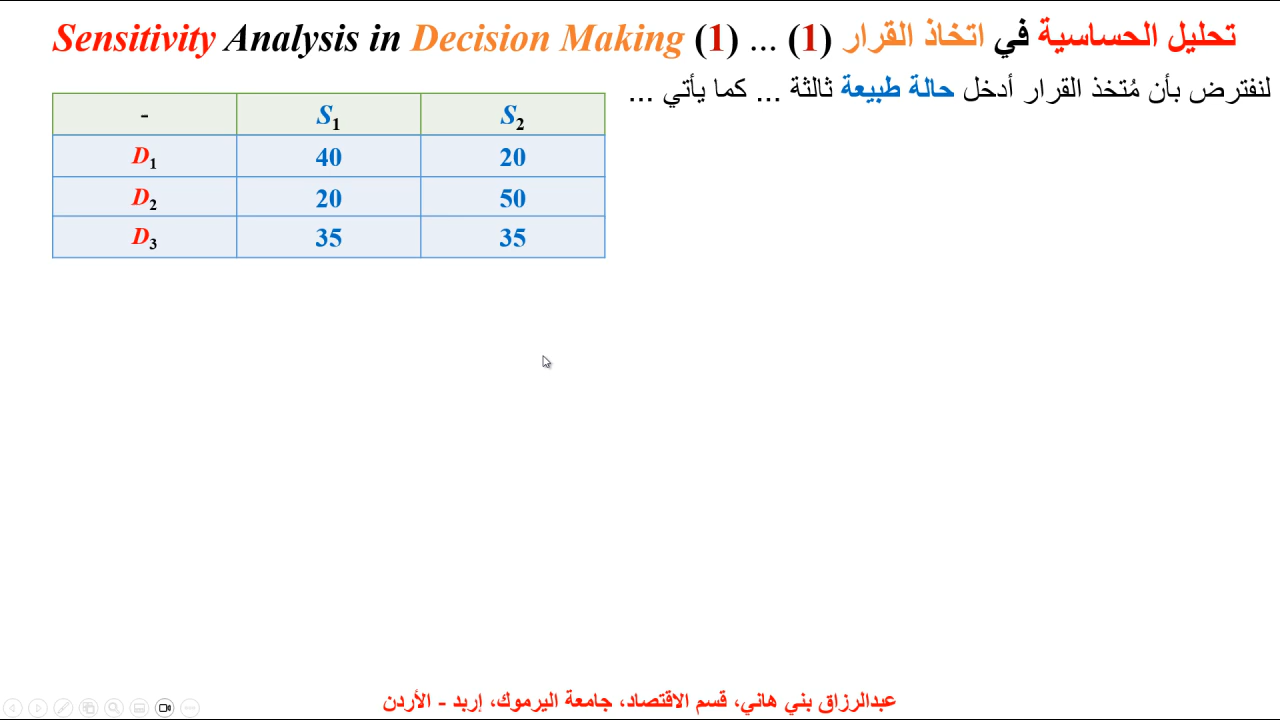 Sensitivity Analysis in Decision Making (1) ... (1) تحليل الحساسية في اتخاذ القرار
لنفترض بأن مُتخذ القرار أدخل حالة طبيعة ثالثة ... كما يأتي ...
- S1 S2
D1 40 20
D2 20 50
D3 35 35
عبدالرزاق بني هاني، قسم الاقتصاد، جامعة اليرموك، إربد - الأردن